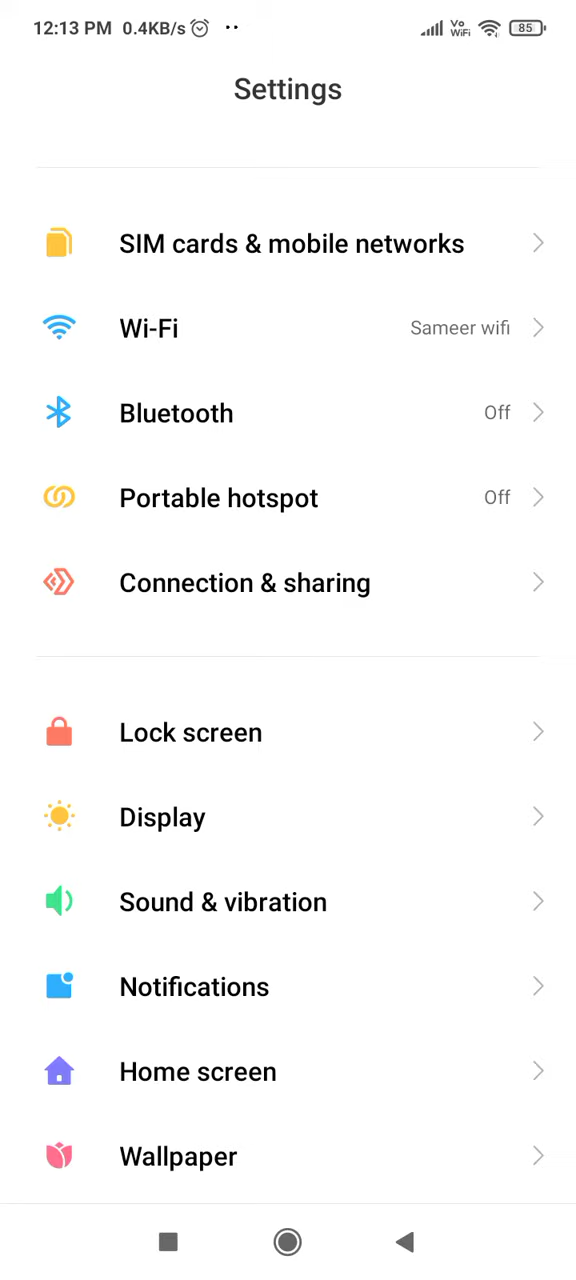 12:13 PM 0.4KB/s Vo WiFi 85
Settings
SIM cards & mobile networks
Wi-Fi Sameer wifi
Bluetooth Off
Portable hotspot Off
Connection & sharing
Lock screen
Display
Sound & vibration
Notifications
Home screen
Wallpaper